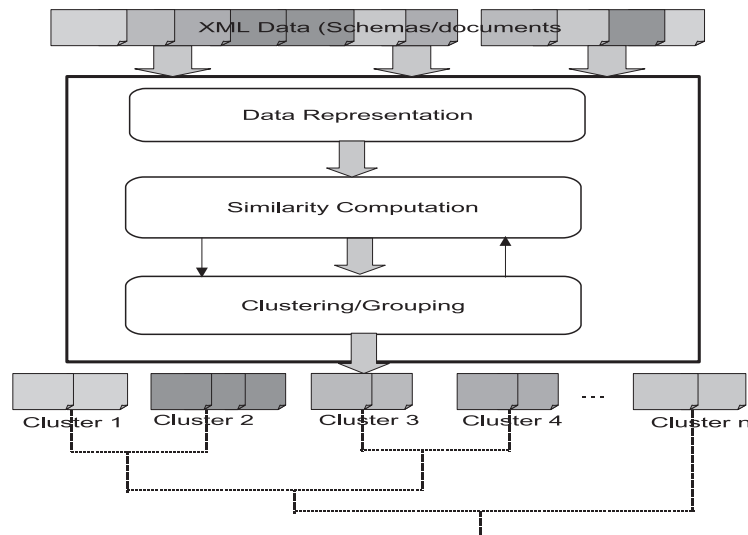 XML Data (Schemas/documents
Data Representation
Similarity Computation
Clustering/Grouping
Cluster 1
Cluster 2
Cluster 3
Cluster 4
...
Cluster n